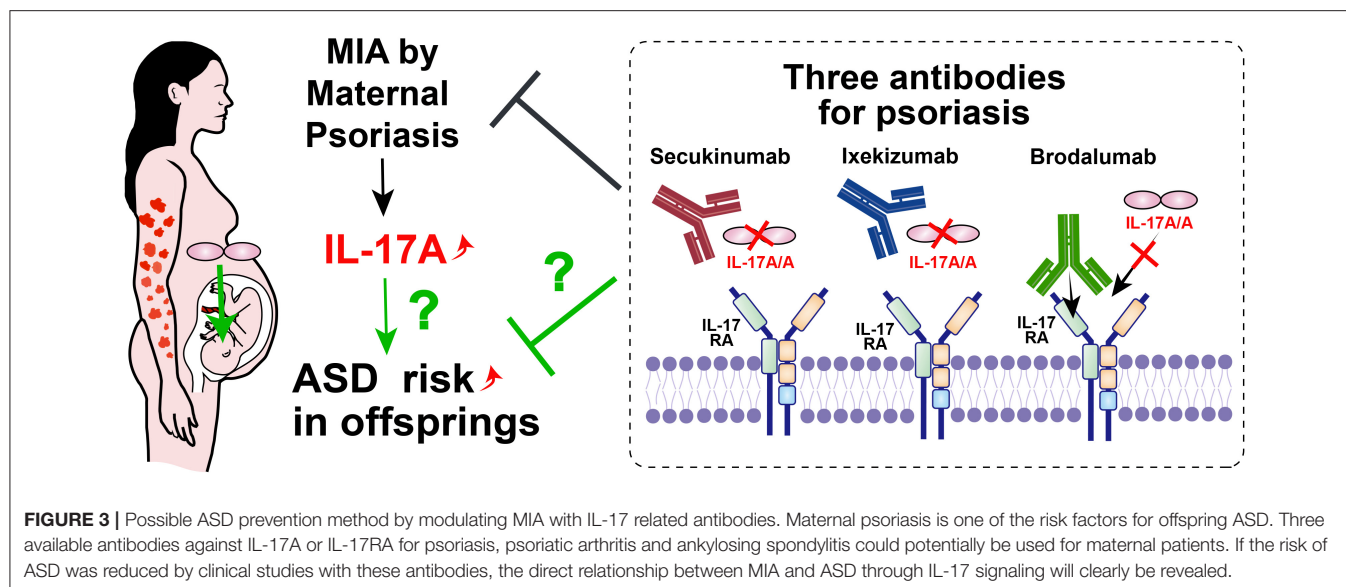 MIA by
Maternal
Psoriasis
IL-17A
?
ASD risk
in offsprings
?
Three antibodies
for psoriasis
Secukinumab
IL-17A/A
IL-17
RA
Ixekizumab
IL-17A/A
IL-17
RA
Brodalumab
IL-17A/A
IL-17
RA
FIGURE 3 | Possible ASD prevention method by modulating MIA with IL-17 related antibodies. Maternal psoriasis is one of the risk factors for offspring ASD. Three
available antibodies against IL-17A or IL-17RA for psoriasis, psoriatic arthritis and ankylosing spondylitis could potentially be used for maternal patients. If the risk of
ASD was reduced by clinical studies with these antibodies, the direct relationship between MIA and ASD through IL-17 signaling will clearly be revealed.